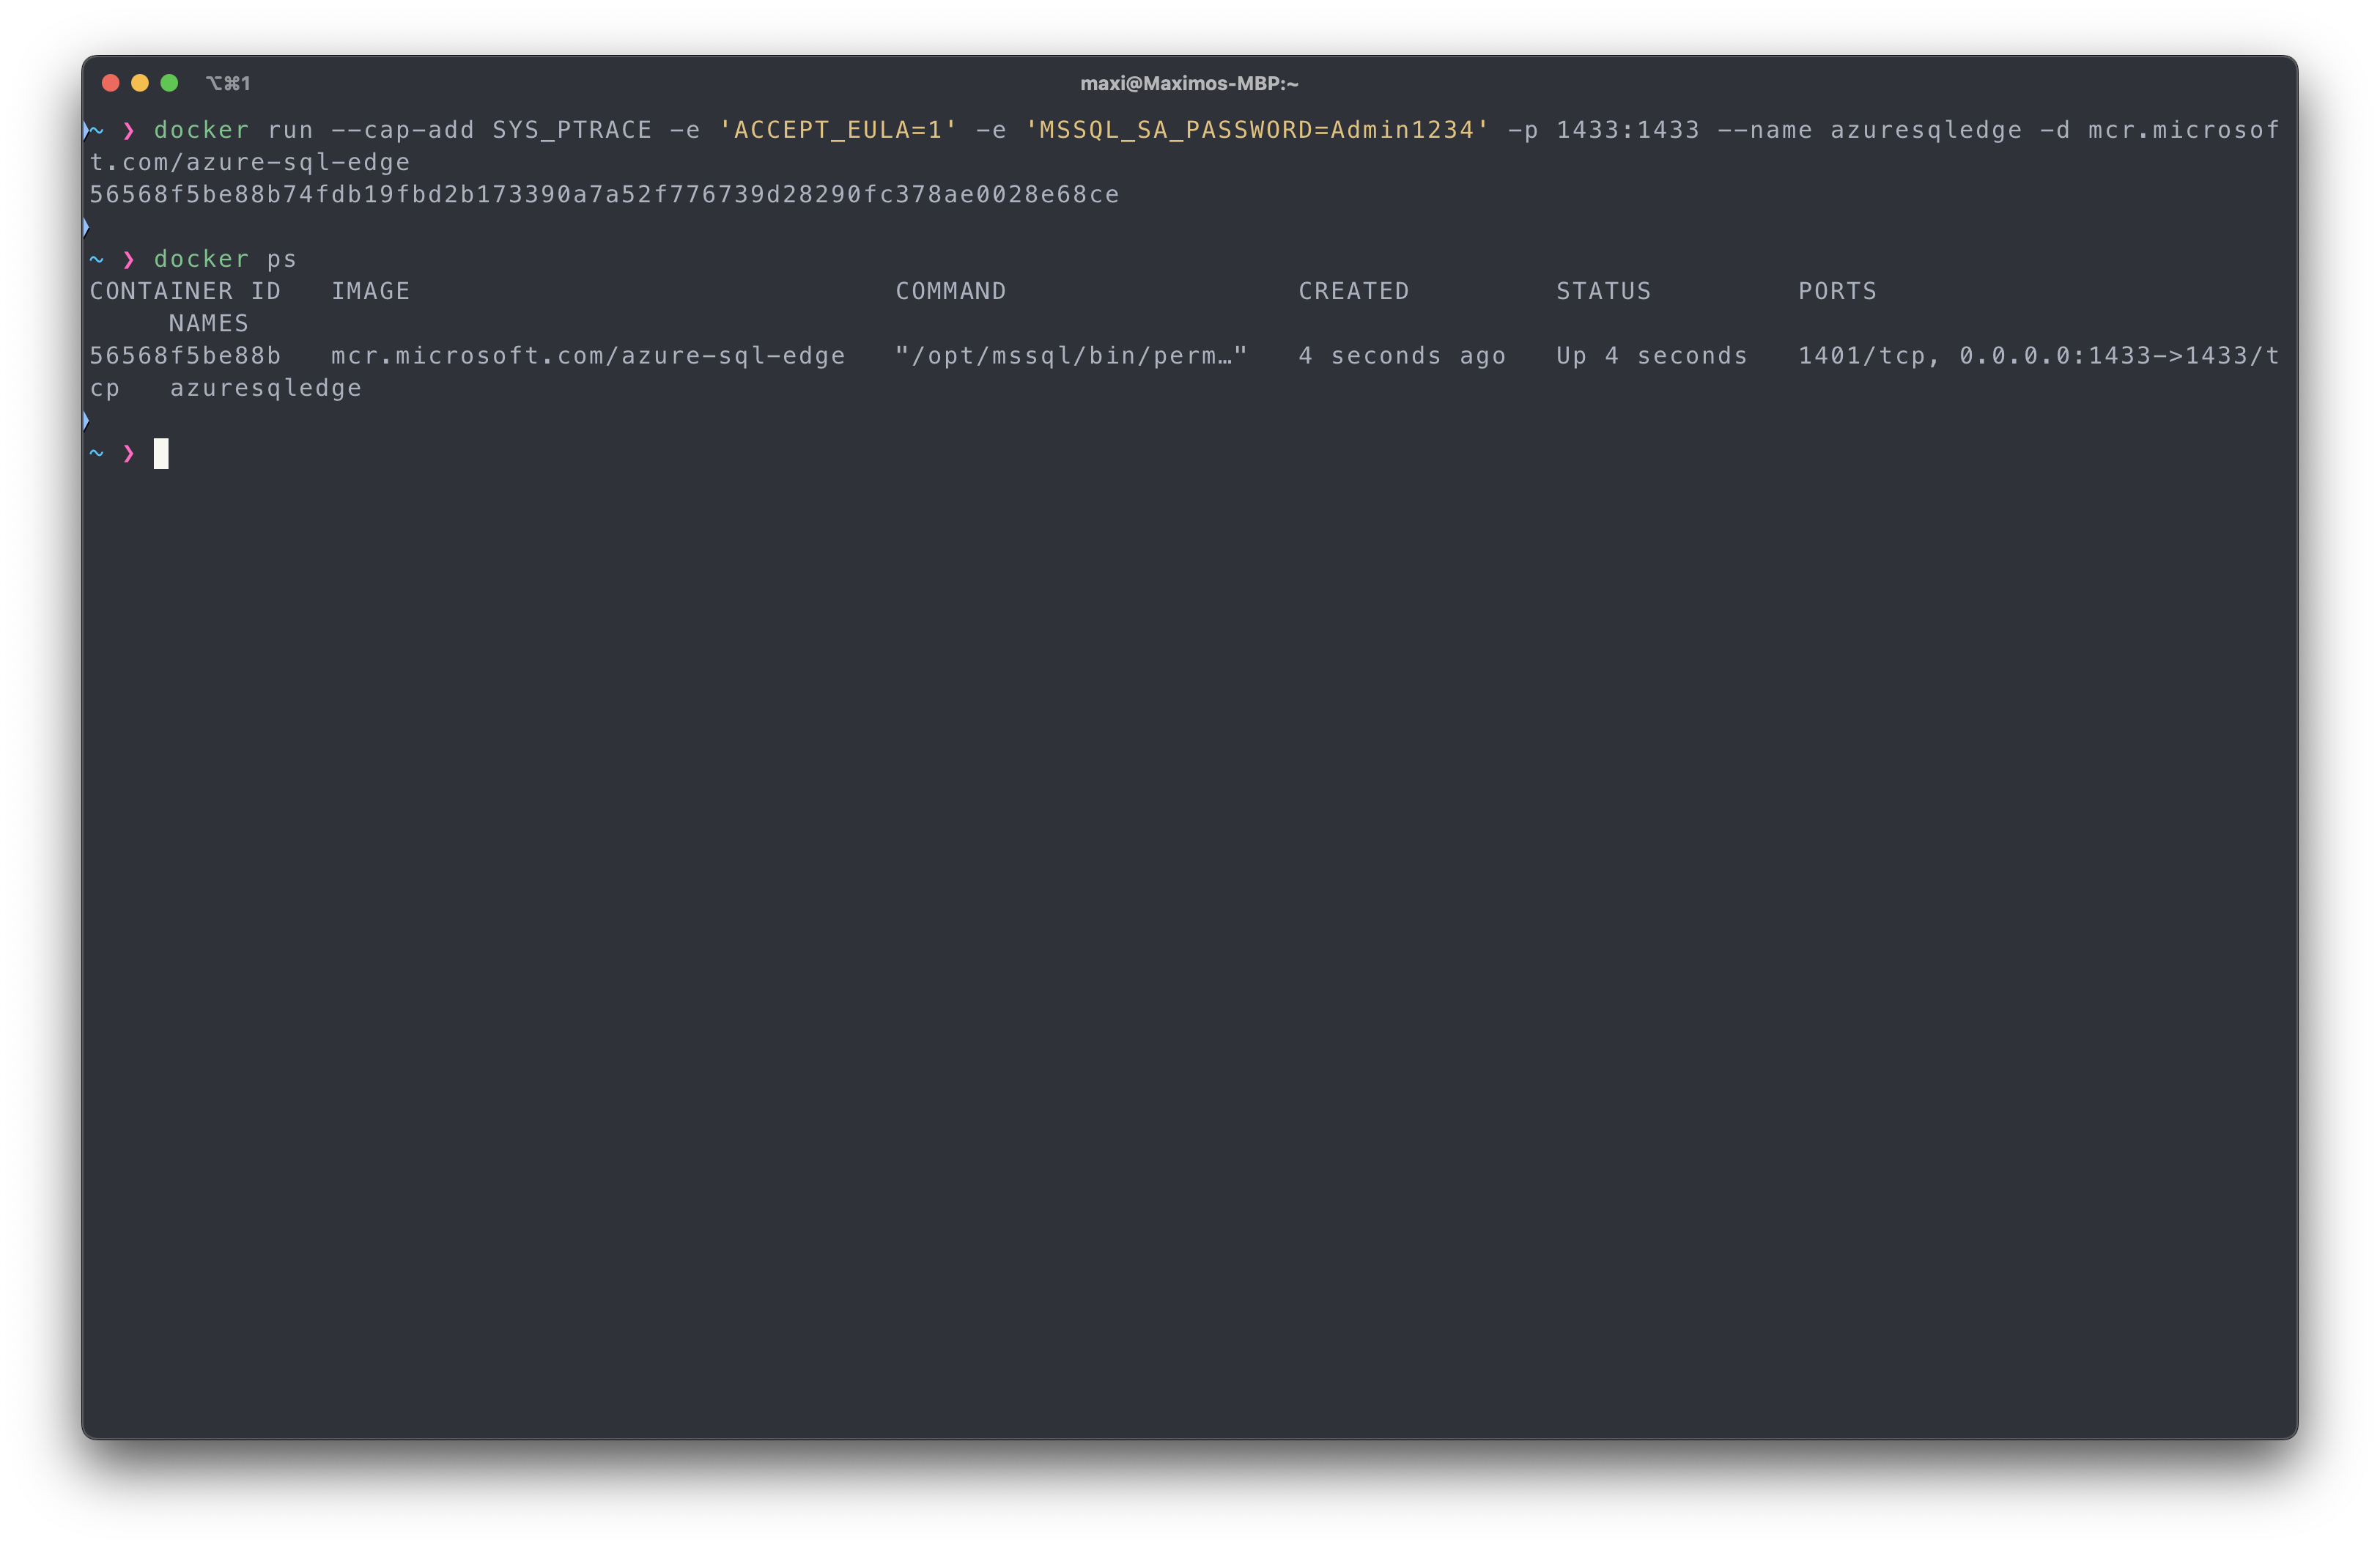 ⌥⌘1
maxi@Maximos-MBP:~
~ ❯ docker run --cap-add SYS_PTRACE -e 'ACCEPT_EULA=1' -e 'MSSQL_SA_PASSWORD=Admin1234' -p 1433:1433 --name azuresqledge -d mcr.microsof
t.com/azure-sql-edge
56568f5be88b74fdb19fbd2b173390a7a52f776739d28290fc378ae0028e68ce
~ ❯ docker ps
CONTAINER ID   IMAGE                              COMMAND                  CREATED         STATUS         PORTS
     NAMES
56568f5be88b   mcr.microsoft.com/azure-sql-edge   "/opt/mssql/bin/perm…"   4 seconds ago   Up 4 seconds   1401/tcp, 0.0.0.0:1433->1433/t
cp   azuresqledge
~ ❯